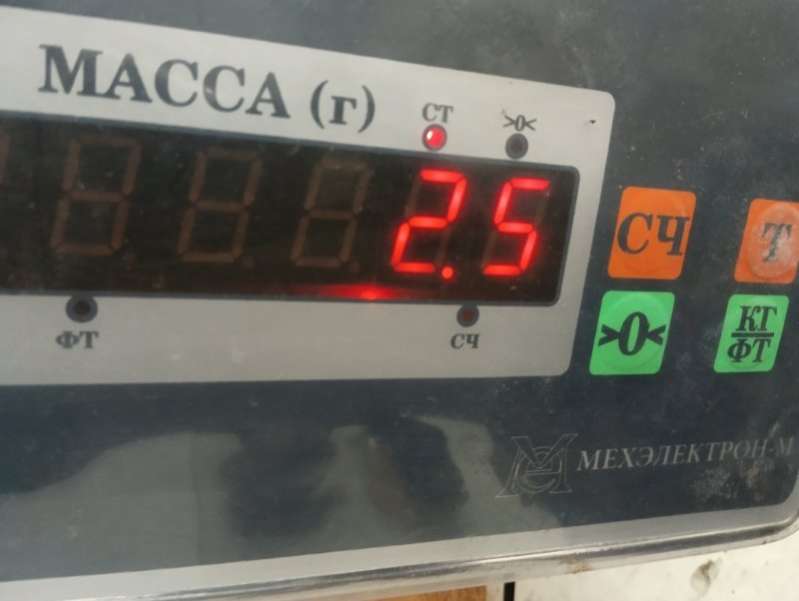 МАССА (г)
СТ >0<
2.5
ФТ СЧ
СЧ Т
>0< КГ
ФТ
МЕХЭЛЕКТРОН-М